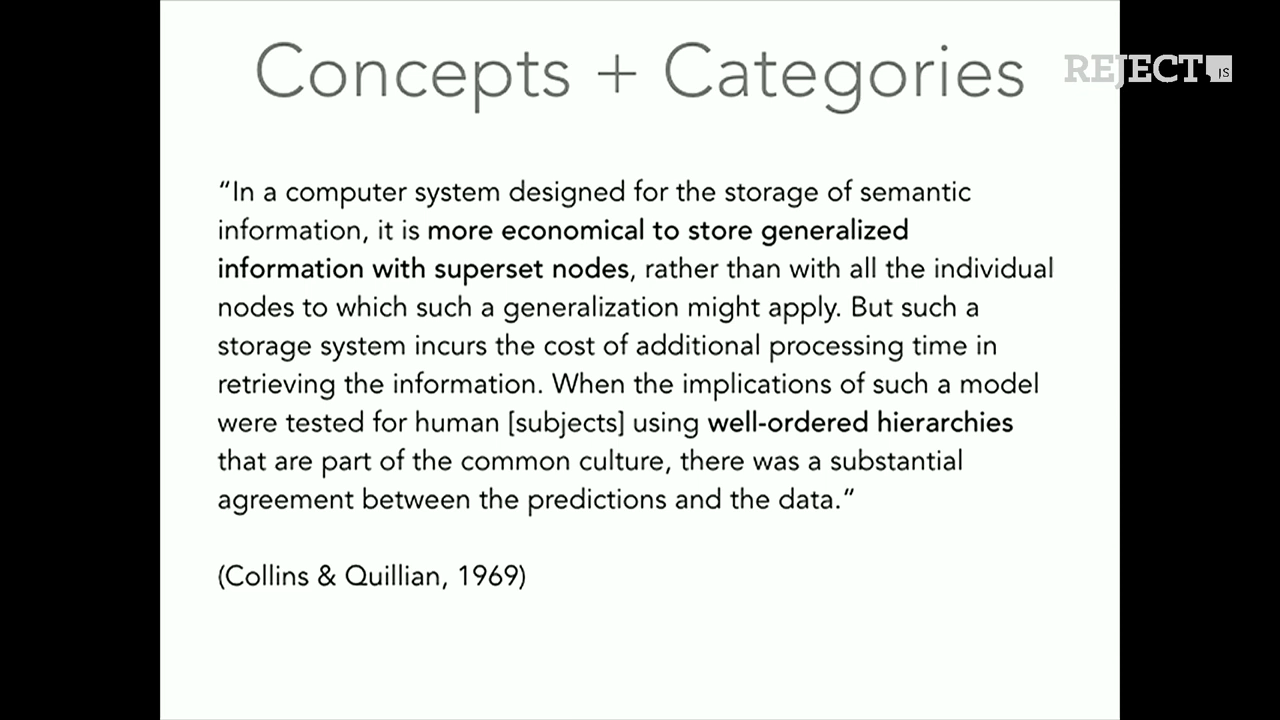 Concepts + Categories
REJECT JS
“In a computer system designed for the storage of semantic
information, it is more economical to store generalized
information with superset nodes, rather than with all the individual
nodes to which such a generalization might apply. But such a
storage system incurs the cost of additional processing time in
retrieving the information. When the implications of such a model
were tested for human [subjects] using well-ordered hierarchies
that are part of the common culture, there was a substantial
agreement between the predictions and the data.”
(Collins & Quillian, 1969)